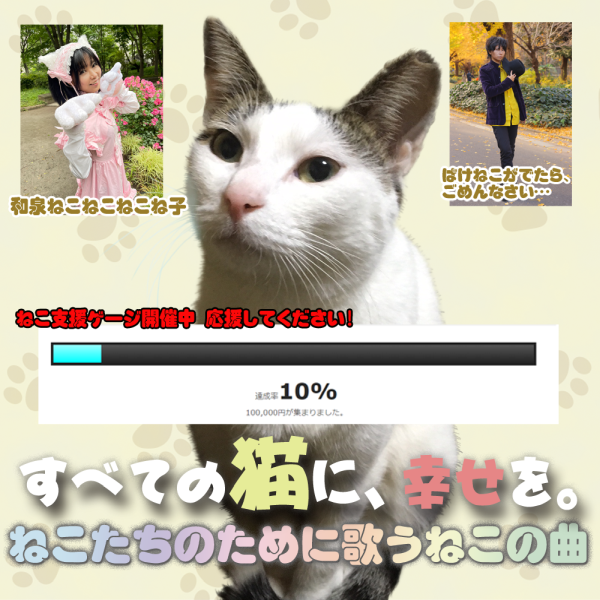 和泉ねこねこねこね子
ばけねこがでたら、
ごめんなさい…
ねこ支援ゲージ開催中 応援してください!
達成率10%
100,000円が集まりました。
すべての猫に、幸せを。
ねこたちのために歌うねこの曲